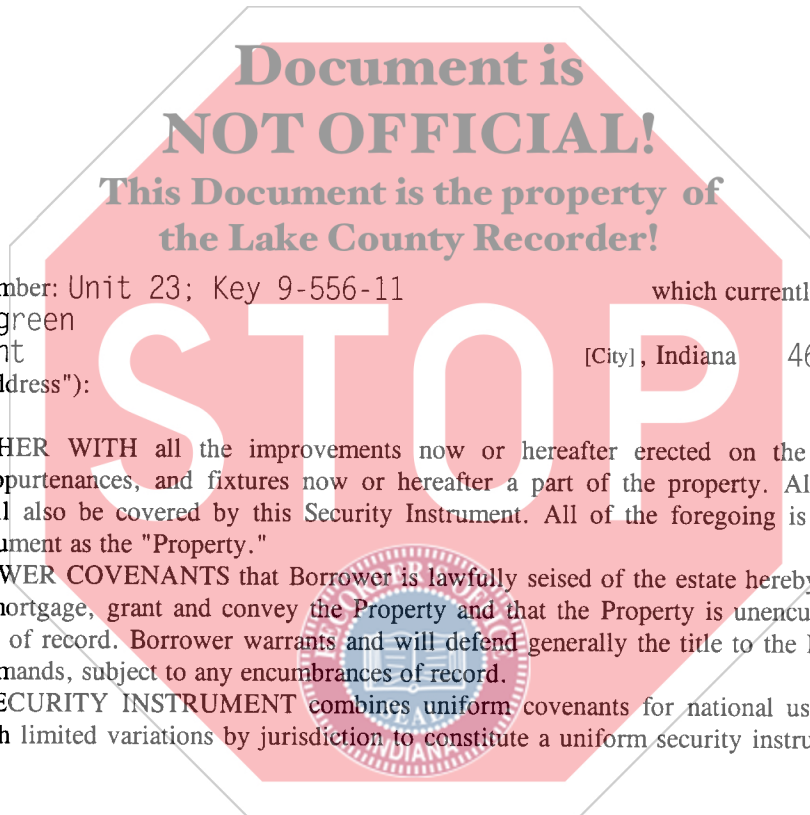 Document is
NOT OFFICIAL!
This Document is the property of
the Lake County Recorder!
mber: Unit 23; Key 9-556-11 which currentl
green
nt [City], Indiana 46
ddress"):
STOP
HER WITH all the improvements now or hereafter erected on the
ppurtenances, and fixtures now or hereafter a part of the property. Al
l also be covered by this Security Instrument. All of the foregoing is
ument as the "Property."
WER COVENANTS that Borrower is lawfully seised of the estate hereby
nortgage, grant and convey the Property and that the Property is unencu
of record. Borrower warrants and will defend generally the title to the
mands, subject to any encumbrances of record.
ECURITY INSTRUMENT combines uniform covenants for national us
h limited variations by jurisdiction to constitute a uniform security instru
SEAL
INDIANA